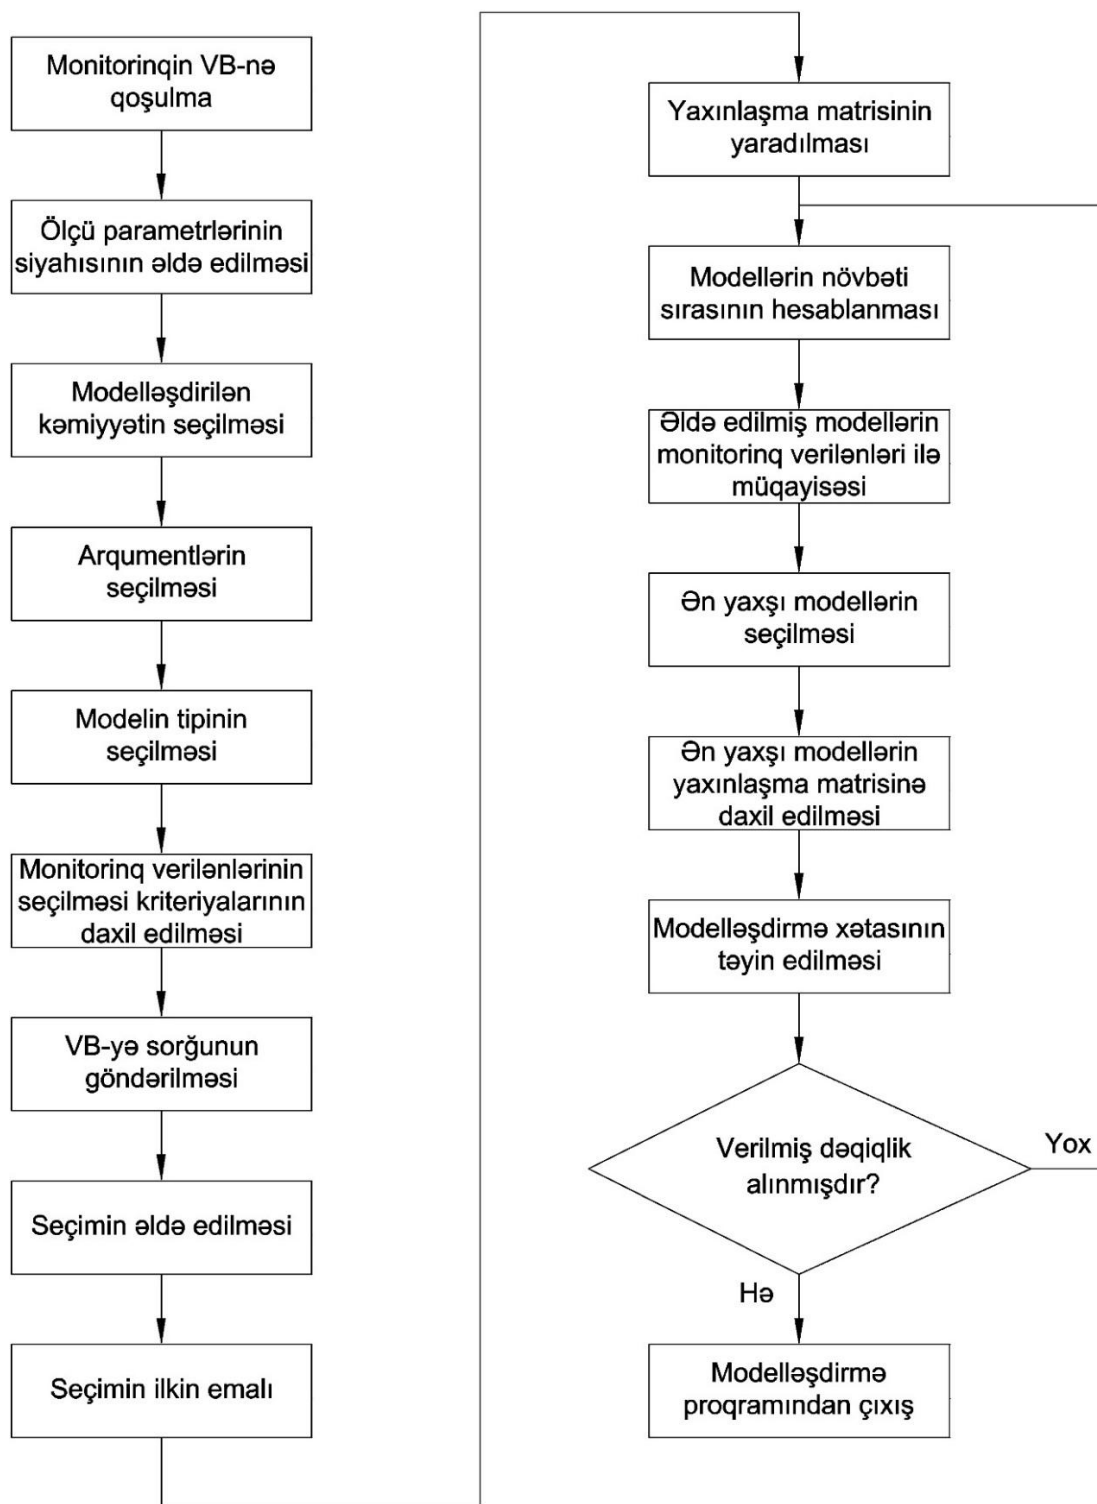 Monitorinqin VB-nə
qoşulma
Ölçü parametrlərinin
siyahısının əldə edilməsi
Modelləşdirilən
kəmiyyətin seçilməsi
Arqumentlərin
seçilməsi
Modelin tipinin
seçilməsi
Monitorinq verilənlərinin
seçilməsi kriteriyalarının
daxil edilməsi
VB-yə sorğunun
göndərilməsi
Seçimin əldə edilməsi
Seçimin ilkin emalı
Yaxınlaşma matrisinin
yaradılması
Modellərin növbəti
sırasının hesablanması
Əldə edilmiş modellərin
monitorinq verilənləri ilə
müqayisəsi
Ən yaxşı modellərin
seçilməsi
Ən yaxşı modellərin
yaxınlaşma matrisinə
daxil edilməsi
Modelləşdirmə xətasının
təyin edilməsi
Verilmiş dəqiqlik
alınmışdır?
Yox
Hə
Modelləşdirmə
proqramından çıxış